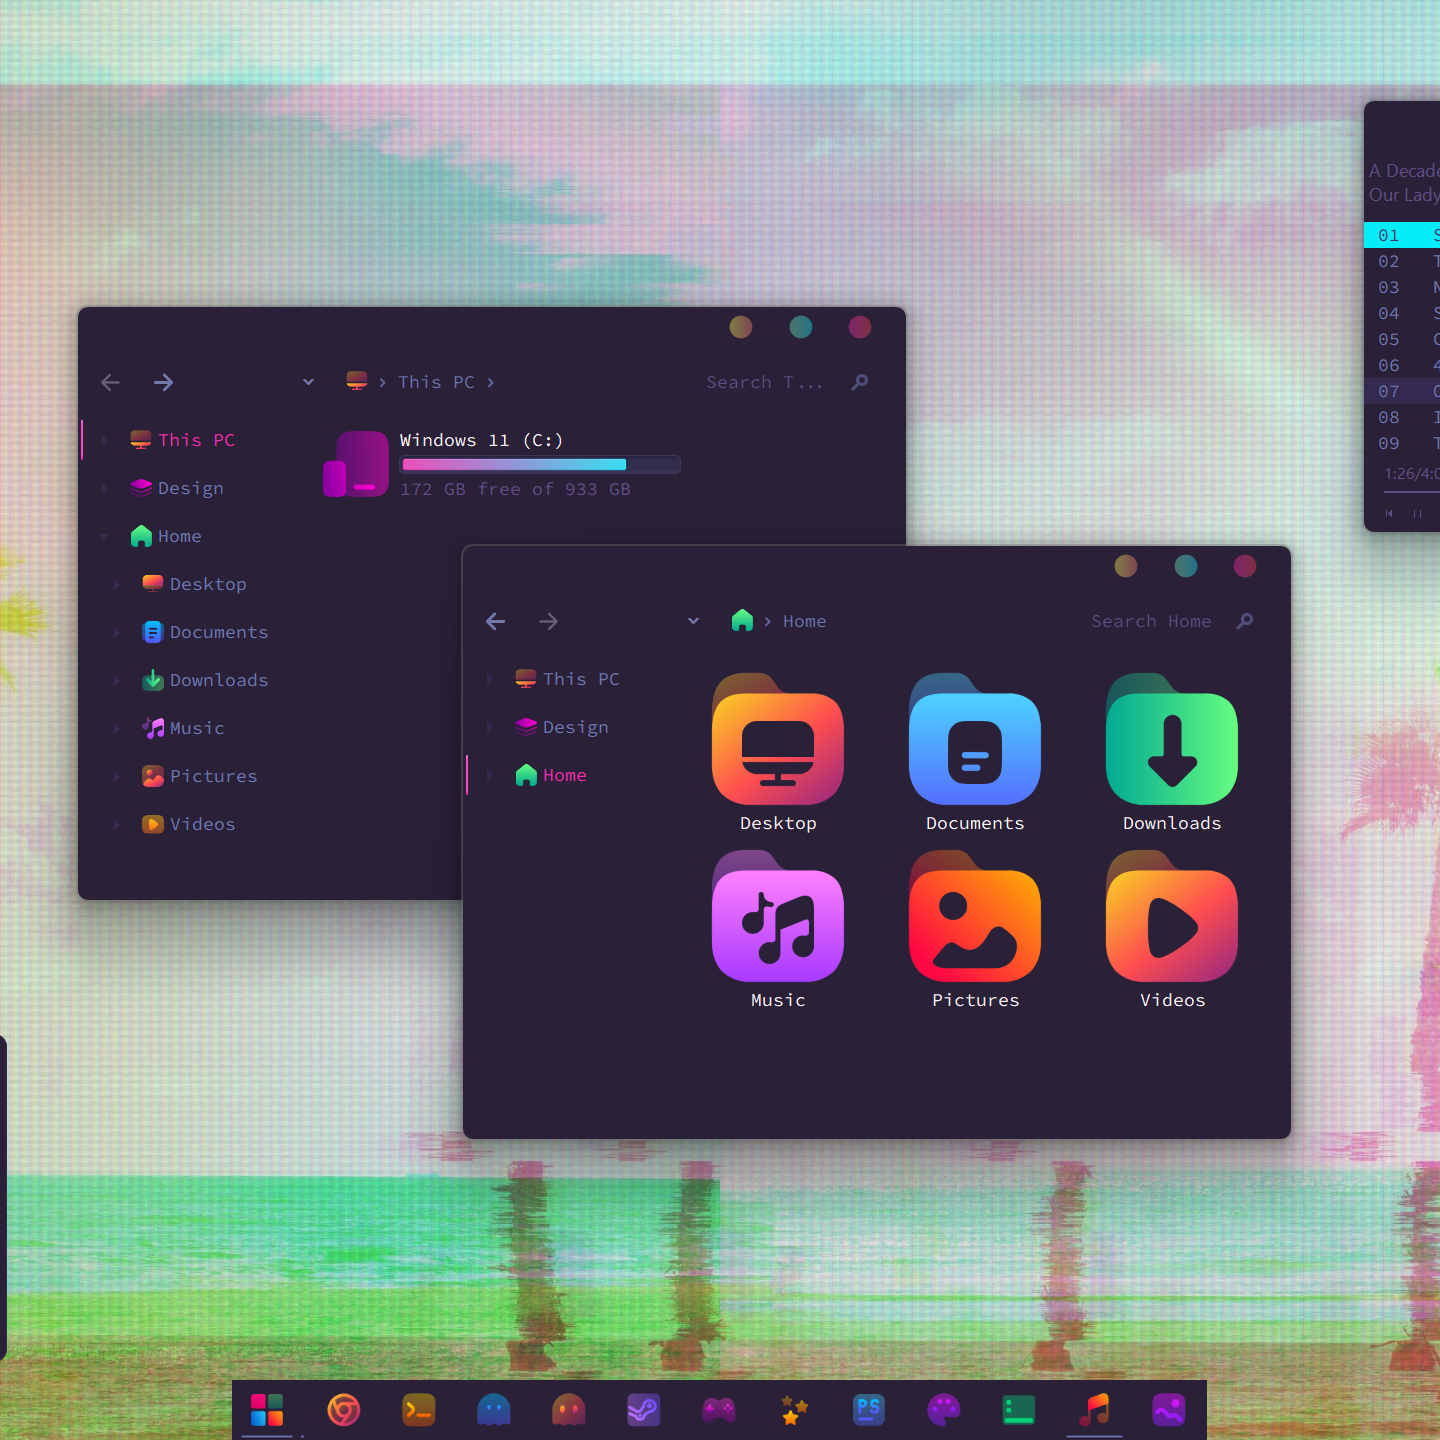 A Decade
Our Lady
01 S
02 T
03 N
04 S
05 C
06 4
07
08 I
09 T
1:26/4:0
This PC
Search T...
This PC
Design
Home
Desktop
Documents
Downloads
Music
Pictures
Videos
Windows 11 (C:)
172 GB free of 933 GB
Home
Search Home
This PC
Design
Home
Desktop
Documents
Downloads
Music
Pictures
Videos
PS